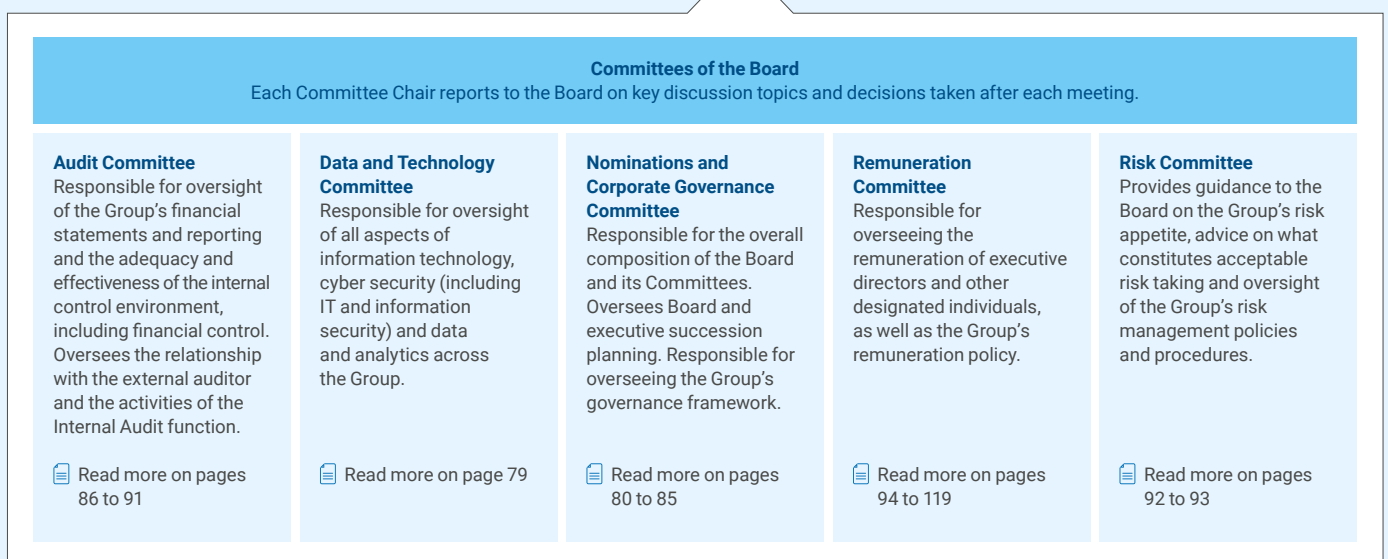 Committees of the Board
Each Committee Chair reports to the Board on key discussion topics and decisions taken after each meeting.
Audit Committee
Responsible for oversight
of the Group's financial
statements and reporting
and the adequacy and
effectiveness of the internal
control environment,
including financial control.
Oversees the relationship
with the external auditor
and the activities of the
Internal Audit function.
Read more on pages
86 to 91
Data and Technology
Committee
Responsible for oversight
of all aspects of
information technology,
cyber security (including
IT and information
security) and data
and analytics across
the Group.
Read more on page 79
Nominations and
Corporate Governance
Committee
Responsible for the overall
composition of the Board
and its Committees.
Oversees Board and
executive succession
planning. Responsible for
overseeing the Group's
governance framework.
Read more on pages
80 to 85
Remuneration
Committee
Responsible for
overseeing the
remuneration of executive
directors and other
designated individuals,
as well as the Group's
remuneration policy.
Read more on pages
94 to 119
Risk Committee
Provides guidance to the
Board on the Group's risk
appetite, advice on what
constitutes acceptable
risk taking and oversight
of the Group's risk
management policies
and procedures.
Read more on pages
92 to 93